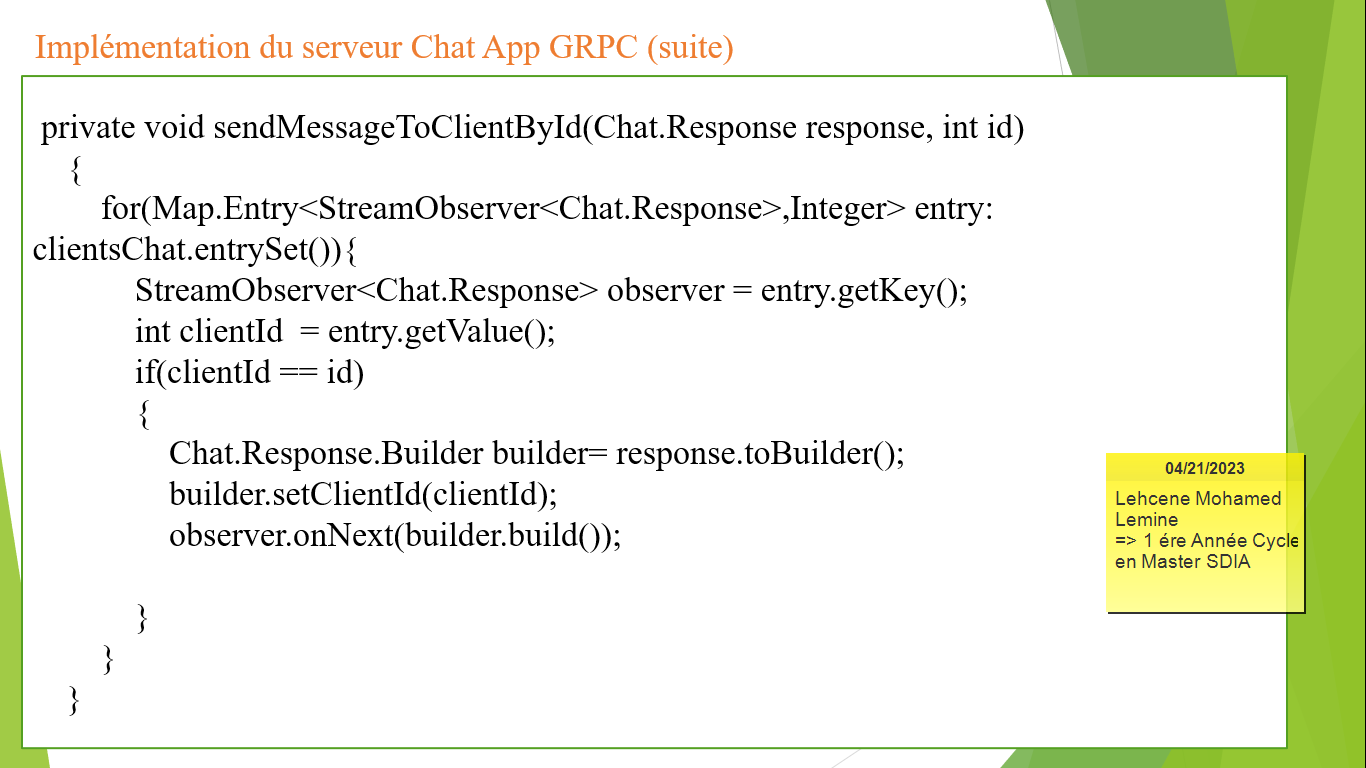 Implémentation du serveur Chat App GRPC (suite)
private void sendMessageToClientById(Chat.Response response, int id)
{
for(Map.Entry<StreamObserver<Chat.Response>,Integer> entry:
clientsChat.entrySet()){
StreamObserver<Chat.Response> observer = entry.getKey();
int clientId  = entry.getValue();
if(clientId == id)
{
Chat.Response.Builder builder= response.toBuilder();
builder.setClientId(clientId);
observer.onNext(builder.build());
}
}
}
04/21/2023
Lehcene Mohamed
Lemine
=> 1 ére Année Cycle
en Master SDIA